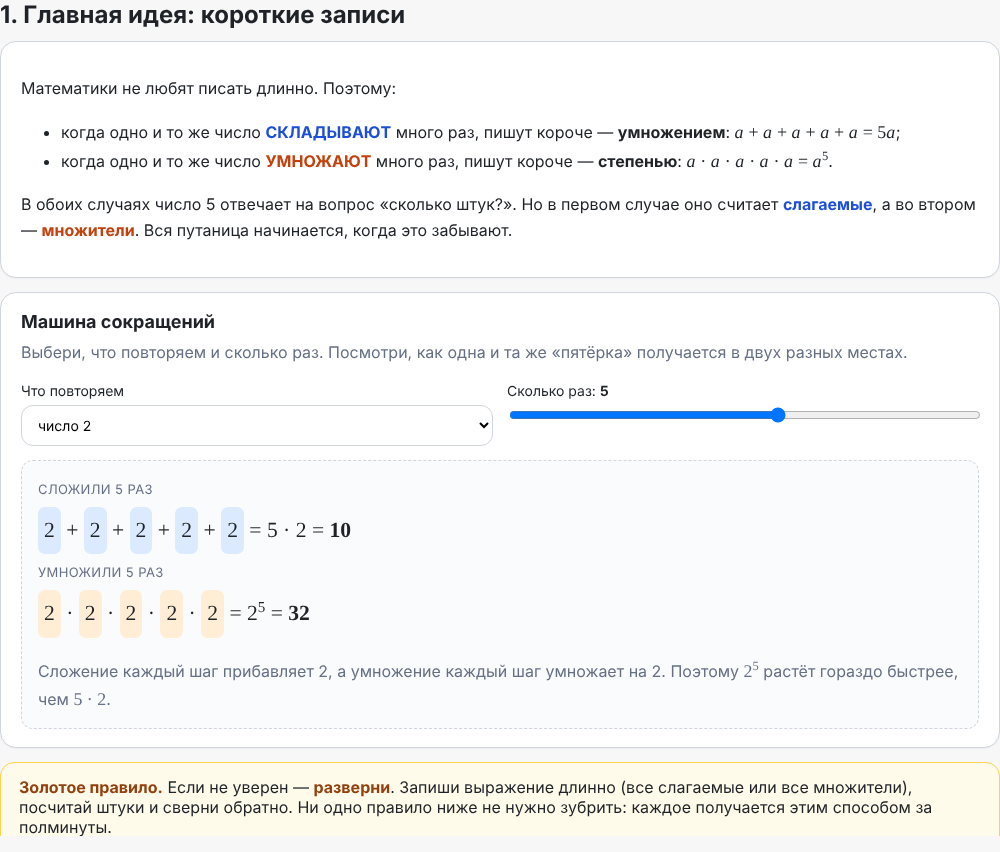 1. Главная идея: короткие записи
Математики не любят писать длинно. Поэтому:
• когда одно и то же число СКЛАДЫВАЮТ много раз, пишут короче — умножением: a + a + a + a + a = 5a;
• когда одно и то же число УМНОЖАЮТ много раз, пишут короче — степенью: a · a · a · a · a = a⁵.
В обоих случаях число 5 отвечает на вопрос «сколько штук?». Но в первом случае оно считает слагаемые, а во втором
— множители. Вся путаница начинается, когда это забывают.
Машина сокращений
Выбери, что повторяем и сколько раз. Посмотри, как одна и та же «пятёрка» получается в двух разных местах.
Что повторяем
Сколько раз: 5
число 2
СЛОЖИЛИ 5 РАЗ
2 + 2 + 2 + 2 + 2 = 5 · 2 = 10
УМНОЖИЛИ 5 РАЗ
2 · 2 · 2 · 2 · 2 = 2⁵ = 32
Сложение каждый шаг прибавляет 2, а умножение каждый шаг умножает на 2. Поэтому 2⁵ растёт гораздо быстрее,
чем 5 · 2.
Золотое правило. Если не уверен — разверни. Запиши выражение длинно (все слагаемые или все множители),
посчитай штуки и сверни обратно. Ни одно правило ниже не нужно зубрить: каждое получается этим способом за
полминуты.